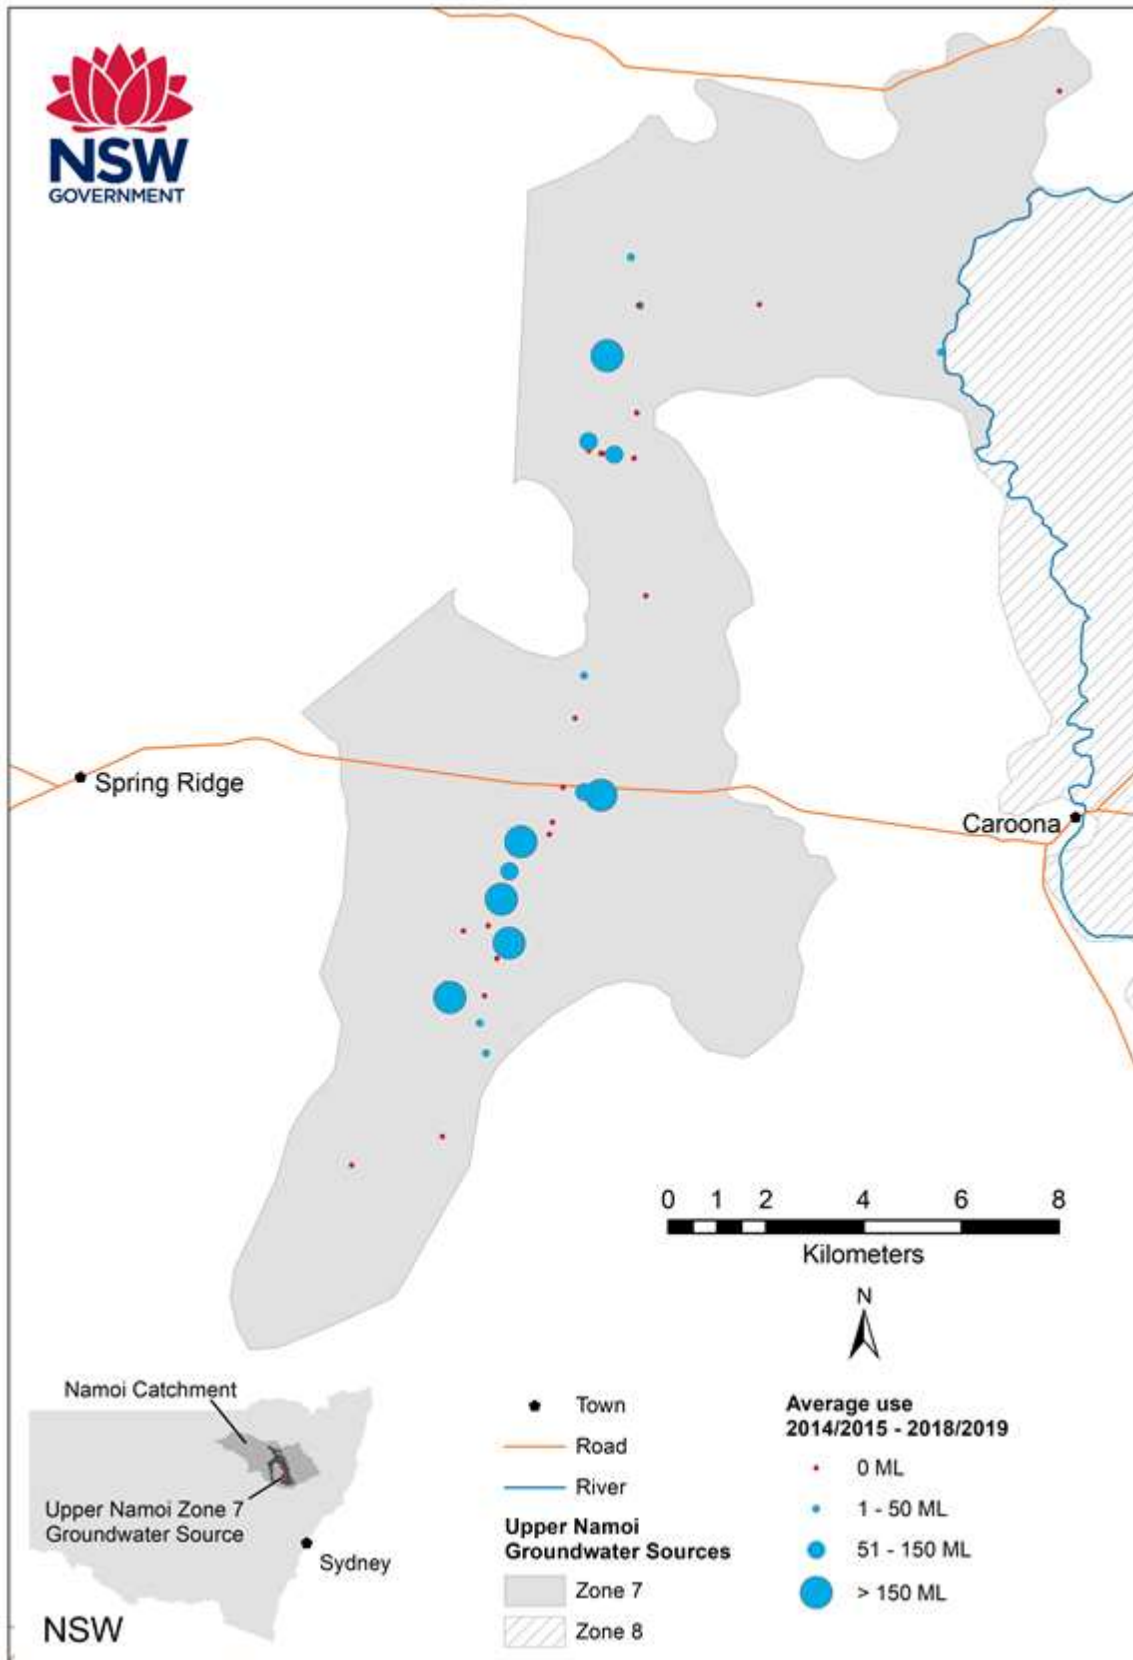 NSW
GOVERNMENT
Spring Ridge
Caroona
0 1 2 4 6 8
Kilometers
N
Namoi Catchment
Upper Namoi Zone 7
Groundwater Source
Sydney
NSW
Town
Road
River
Upper Namoi
Groundwater Sources
Zone 7
Zone 8
Average use
2014/2015 - 2018/2019
0 ML
1 - 50 ML
51 - 150 ML
> 150 ML